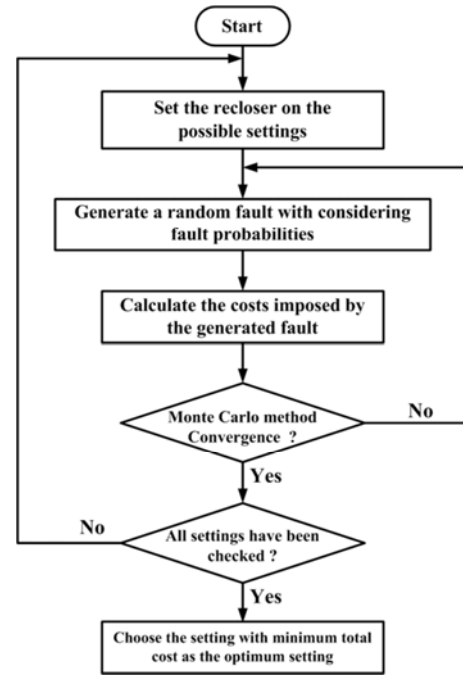 Start
Set the recloser on the
possible settings
Generate a random fault with considering
fault probabilities
Calculate the costs imposed by
the generated fault
Monte Carlo method
Convergence ?
No
Yes
All settings have been
checked ?
No
Yes
Choose the setting with minimum total
cost as the optimum setting